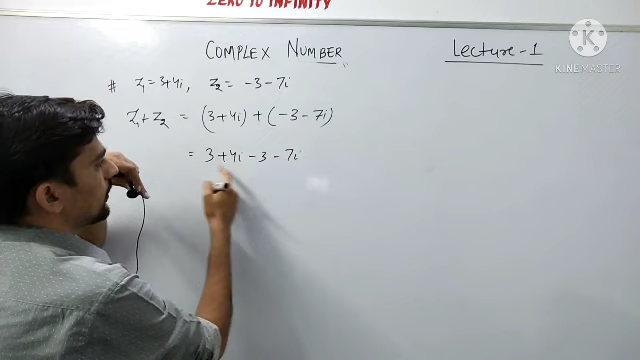 ZERO TO INFINITY
COMPLEX NUMBER
Lecture-1
KINEMASTER
# z₁ = 3+4i, z₂ = -3-7i
z₁+z₂ = (3+4i) + (-3-7i)
= 3+4i-3-7i